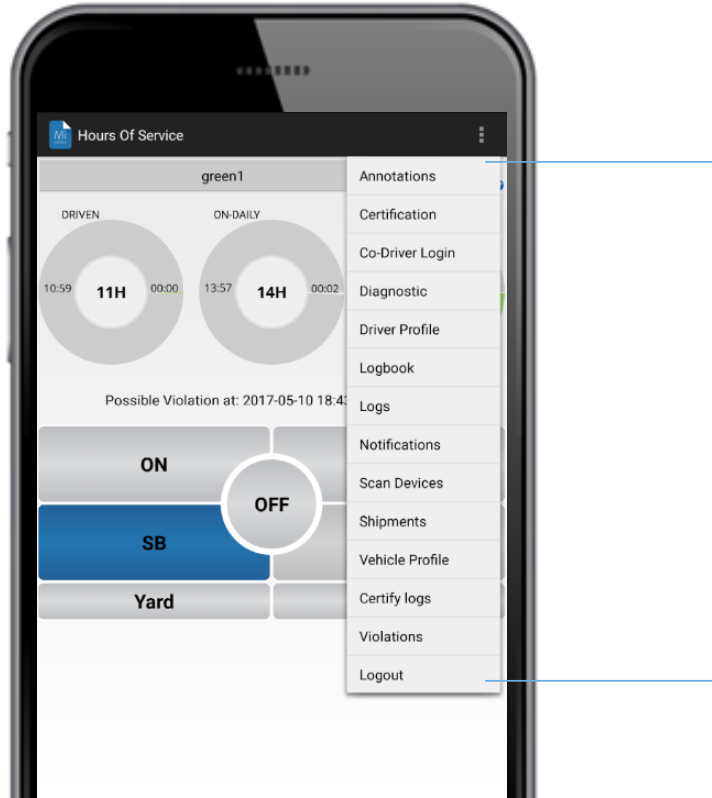 Mi
Hours Of Service
green1
DRIVEN
ON-DAILY
10:59
11H
00:00
13:57
14H
00:02
Possible Violation at: 2017-05-10 18:43
ON
OFF
SB
Yard
Annotations
Certification
Co-Driver Login
Diagnostic
Driver Profile
Logbook
Logs
Notifications
Scan Devices
Shipments
Vehicle Profile
Certify logs
Violations
Logout